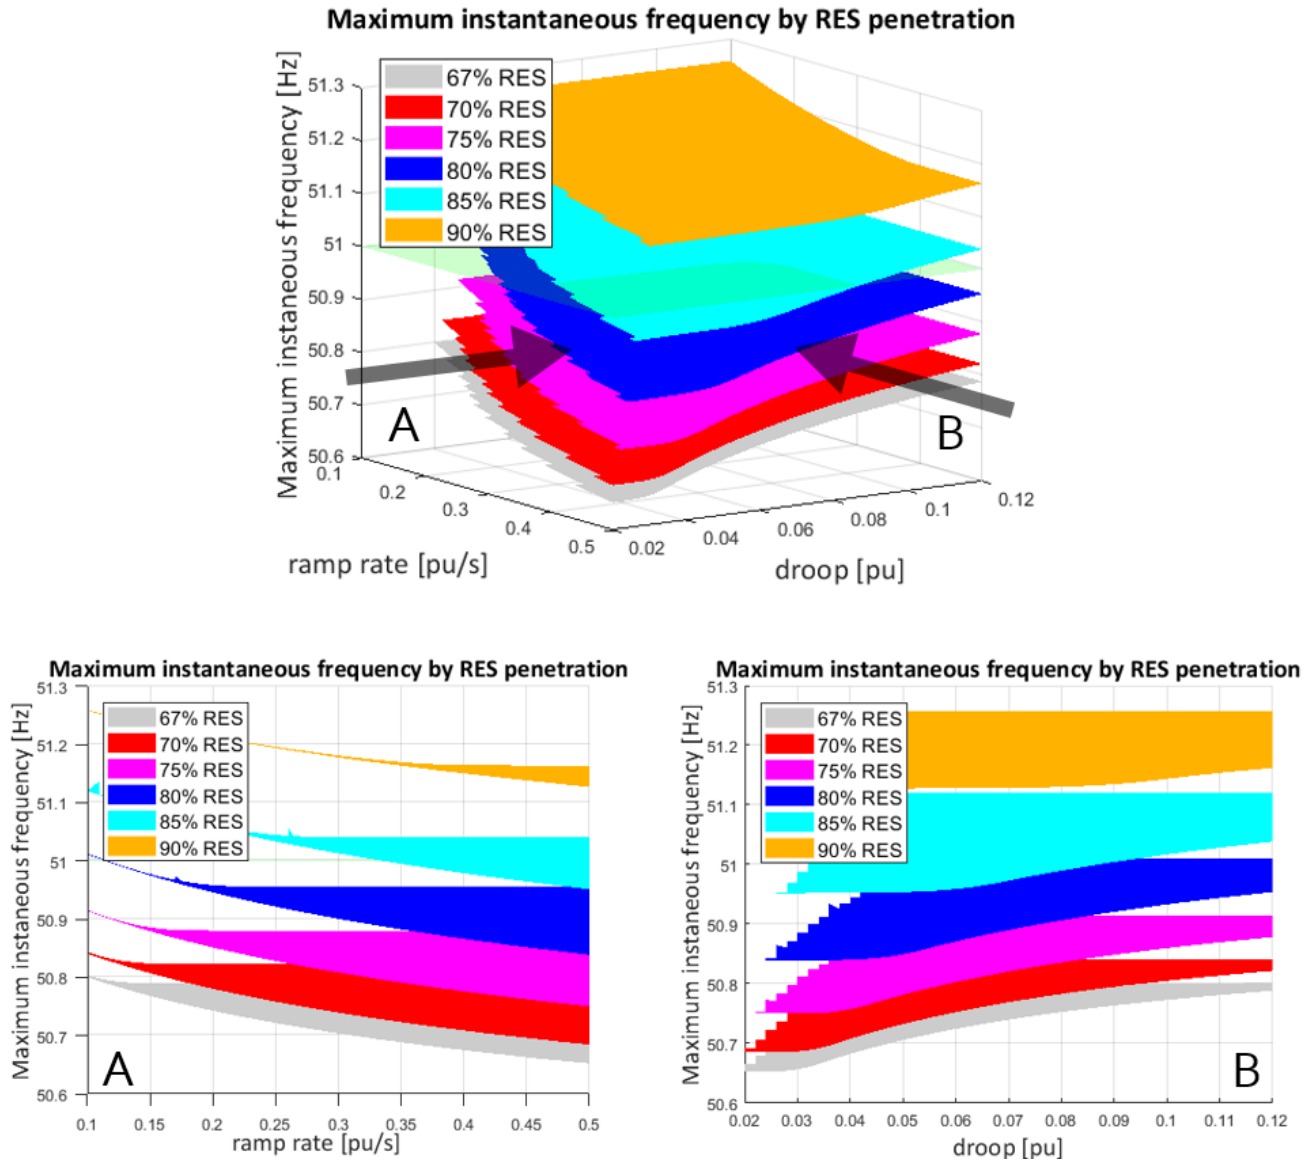 Maximum instantaneous frequency by RES penetration
Maximum instaneous frequency [Hz]
51.3
51.2
51.1
51
50.9
50.8
50.7
50.6
67% RES
70% RES
75% RES
80% RES
85% RES
90% RES
A
B
0.1
0.2
0.3
0.4
0.5
ramp rate [pu/s]
0.02
0.04
0.06
0.08
0.1
0.12
droop [pu]
Maximum instantaneous frequency by RES penetration
Maximum instaneous frequency [Hz]
51.3
51.2
51.1
51
50.9
50.8
50.7
50.6
67% RES
70% RES
75% RES
80% RES
85% RES
90% RES
A
0.1 0.15 0.2 0.25 0.3 0.35 0.4 0.45 0.5
ramp rate [pu/s]
Maximum instantaneous frequency by RES penetration
Maximum instaneous frequency [Hz]
51.3
51.2
51.1
51
50.9
50.8
50.7
50.6
67% RES
70% RES
75% RES
80% RES
85% RES
90% RES
B
0.02 0.03 0.04 0.05 0.06 0.07 0.08 0.09 0.1 0.11 0.12
droop [pu]